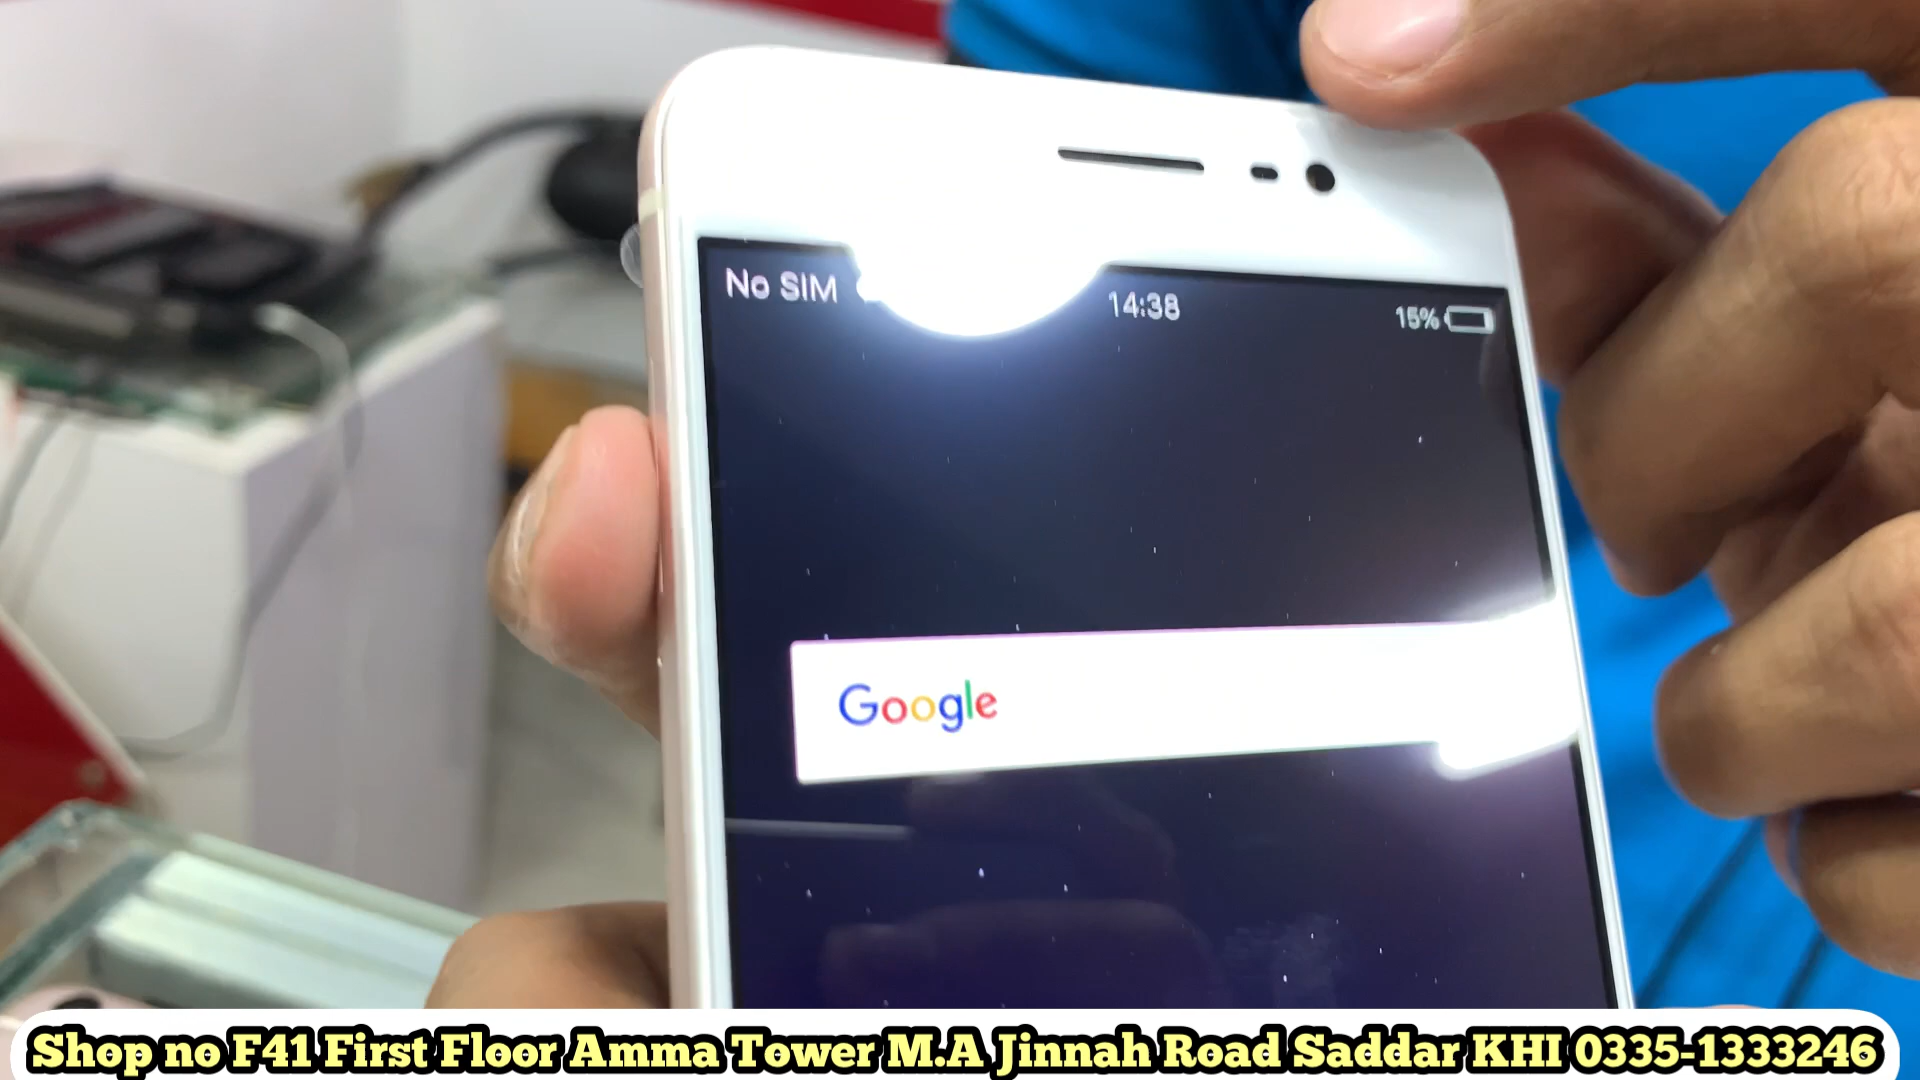 No SIM 14:38 15%
Google
Shop no F41 First Floor Amma Tower M.A Jinnah Road Saddar KHI 0335-1333246